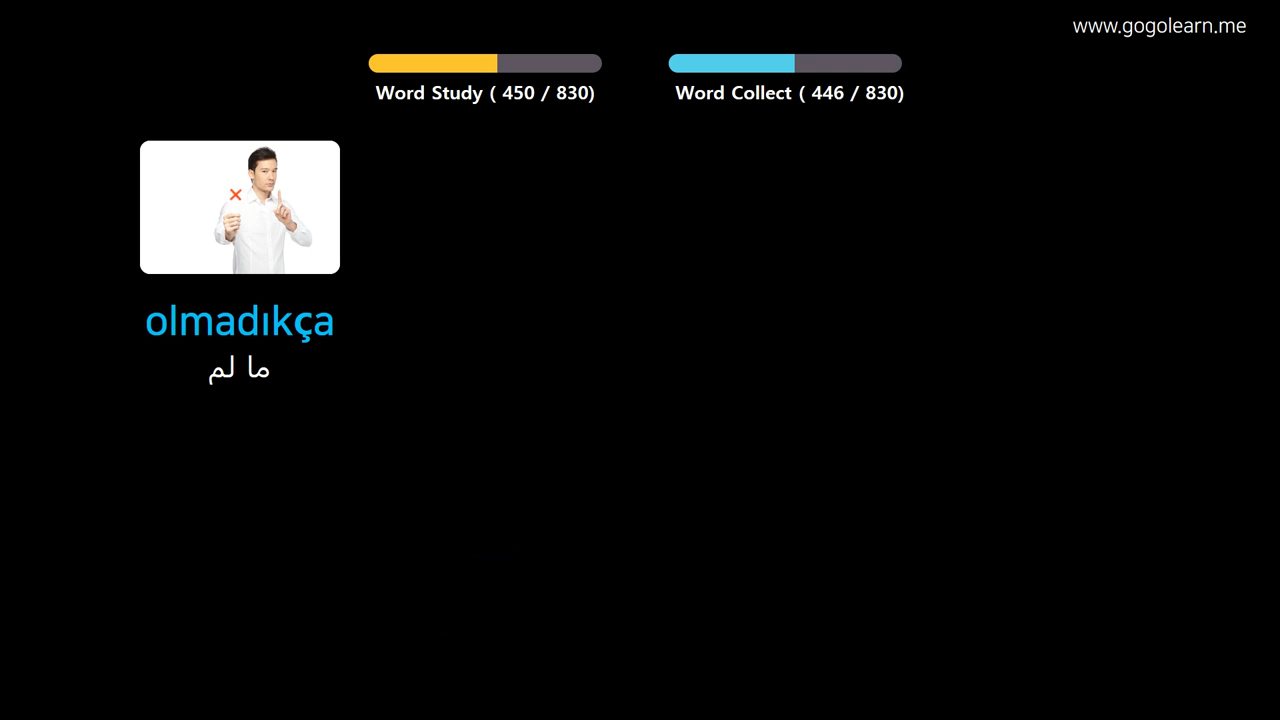 www.gogolearn.me
Word Study ( 450 / 830)
Word Collect ( 446 / 830)
olmadıkça
ما لم